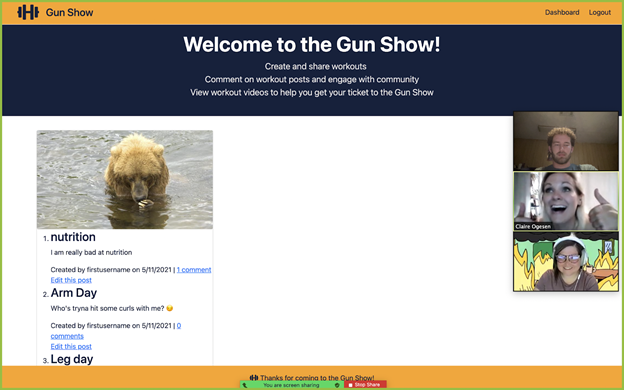 Gun Show
Dashboard Logout
Welcome to the Gun Show!
Create and share workouts
Comment on workout posts and engage with community
View workout videos to help you get your ticket to the Gun Show
Claire Ogesen
1. nutrition
I am really bad at nutrition
Created by firstusername on 5/11/2021 | 1 comment
Edit this post
2. Arm Day
Who's tryna hit some curls with me? 😏
Created by firstusername on 5/11/2021 | 0
comments
Edit this post
3. Leg day
Thanks for coming to the Gun Show!
You are screen sharing Stop Share